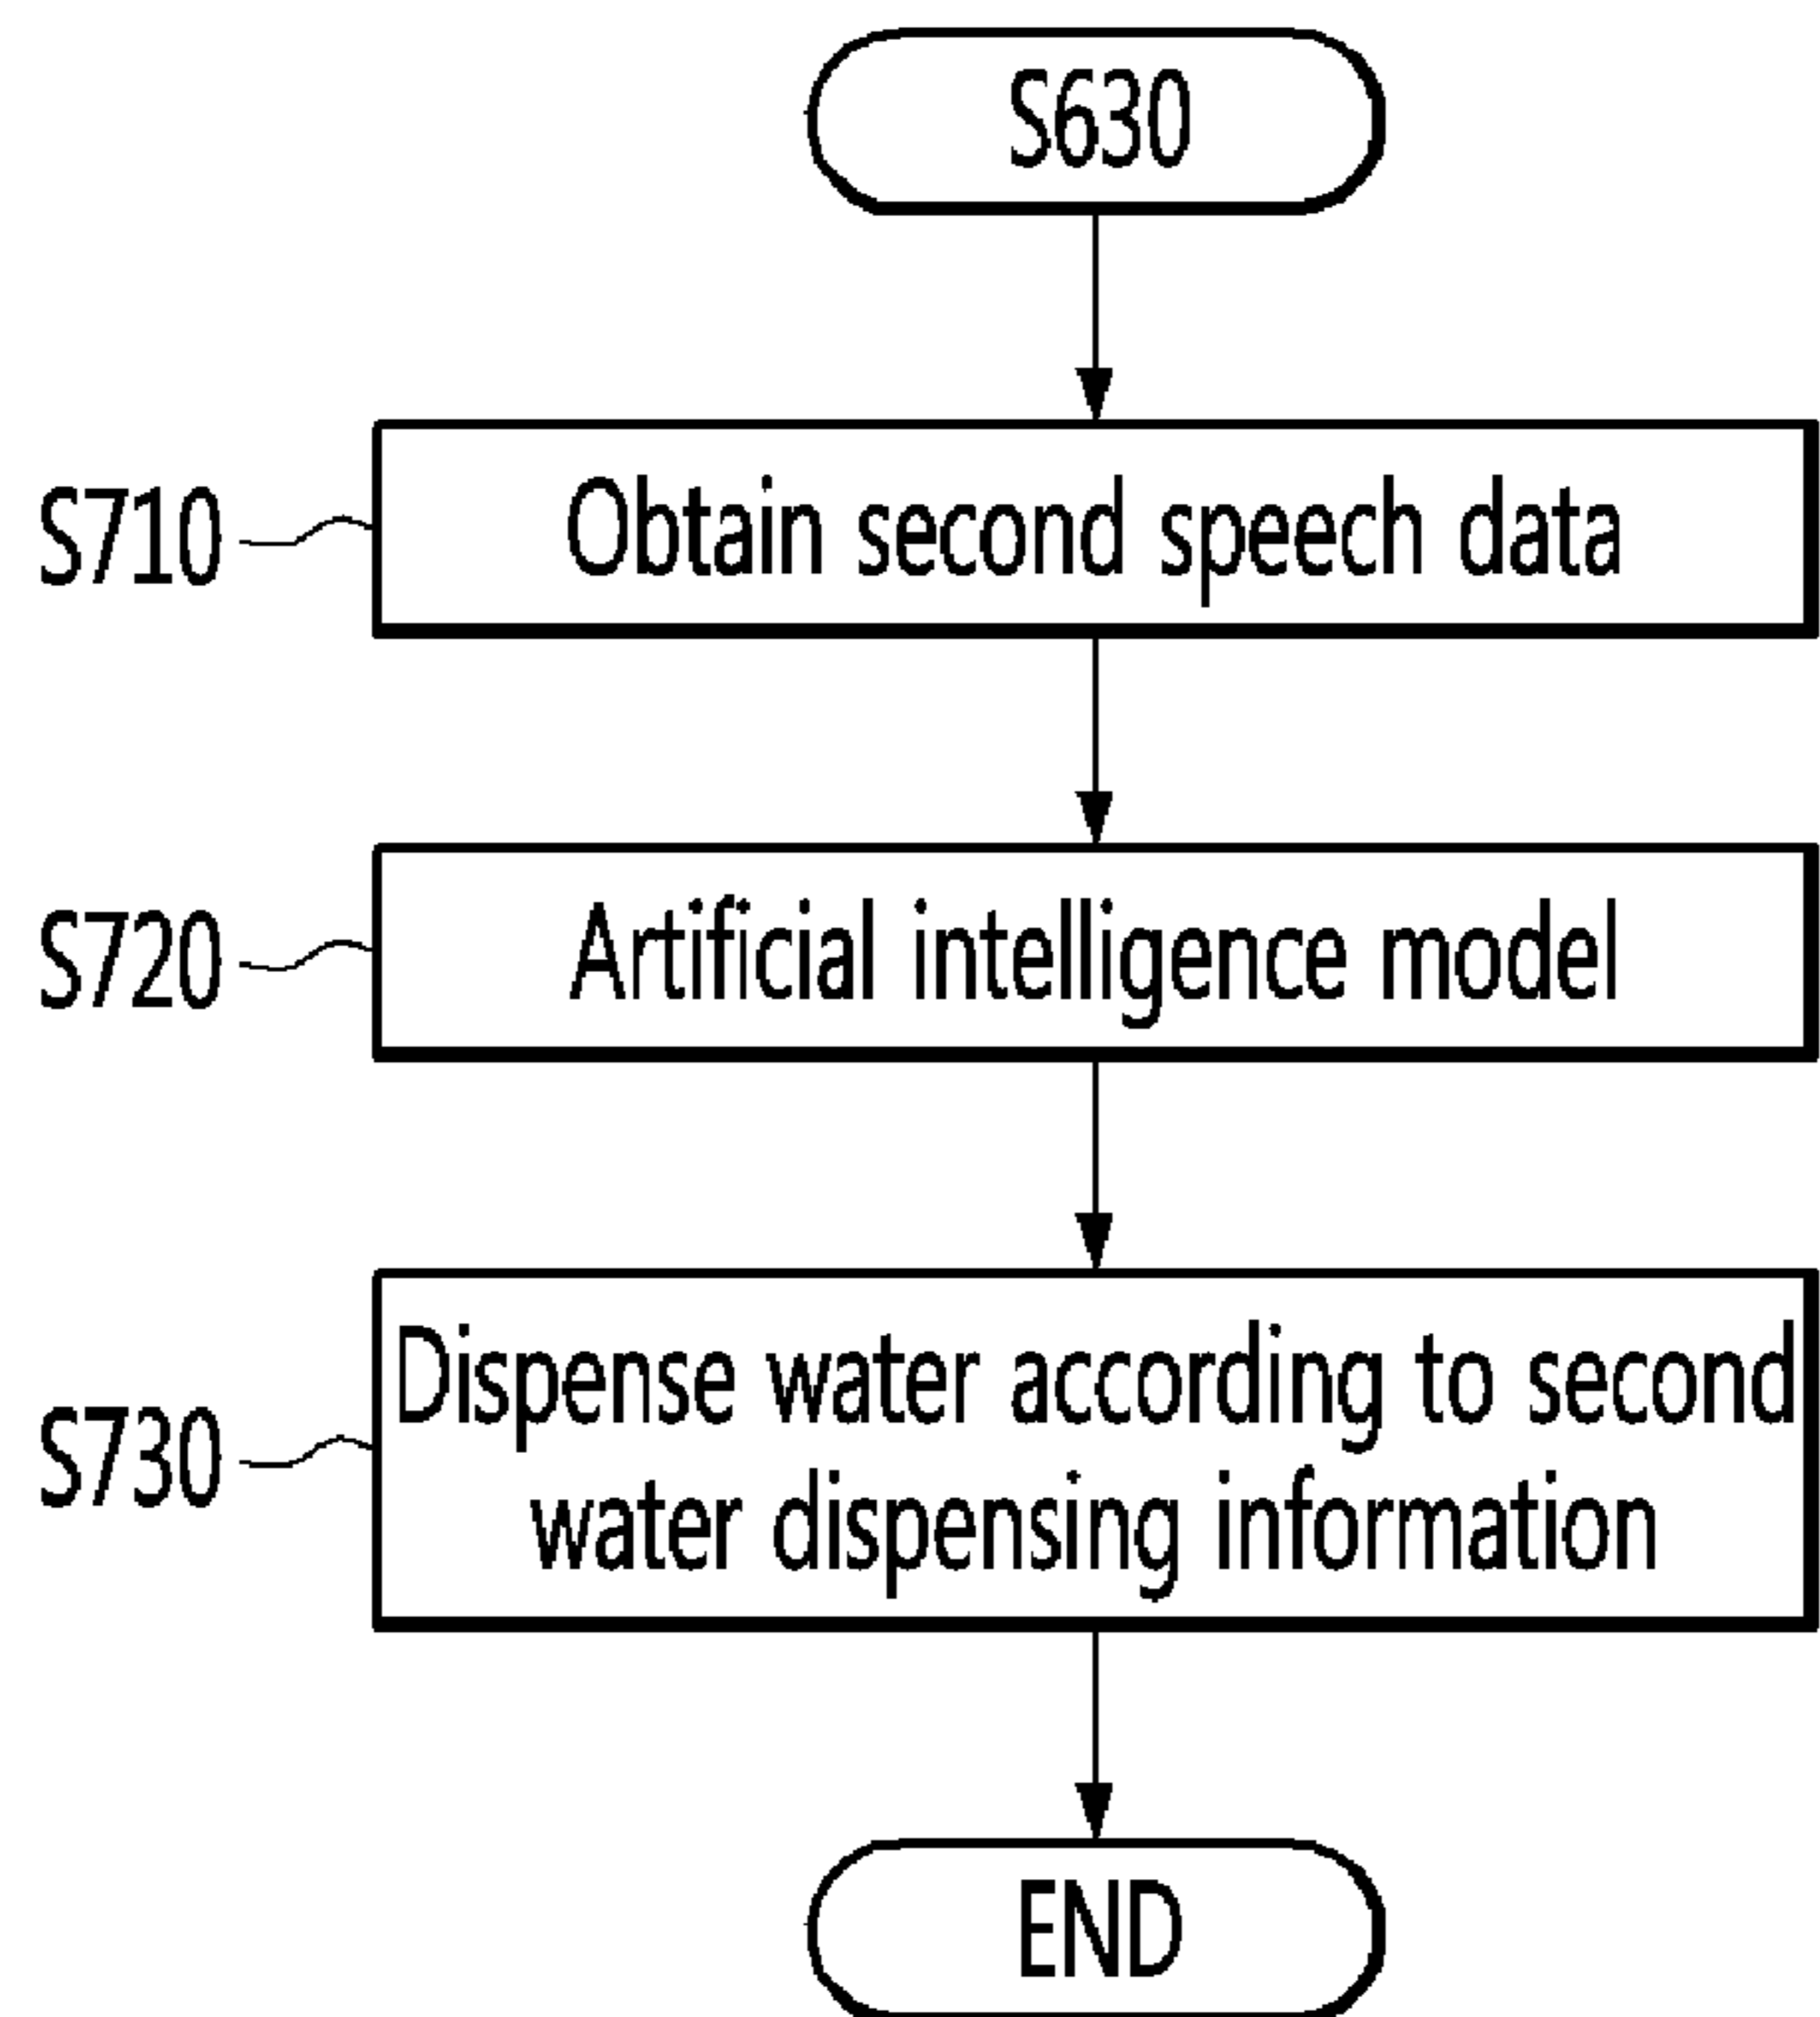 S630
S710
Obtain second speech data
S720
Artificial intelligence model
S730
Dispense water according to second
water dispensing information
END